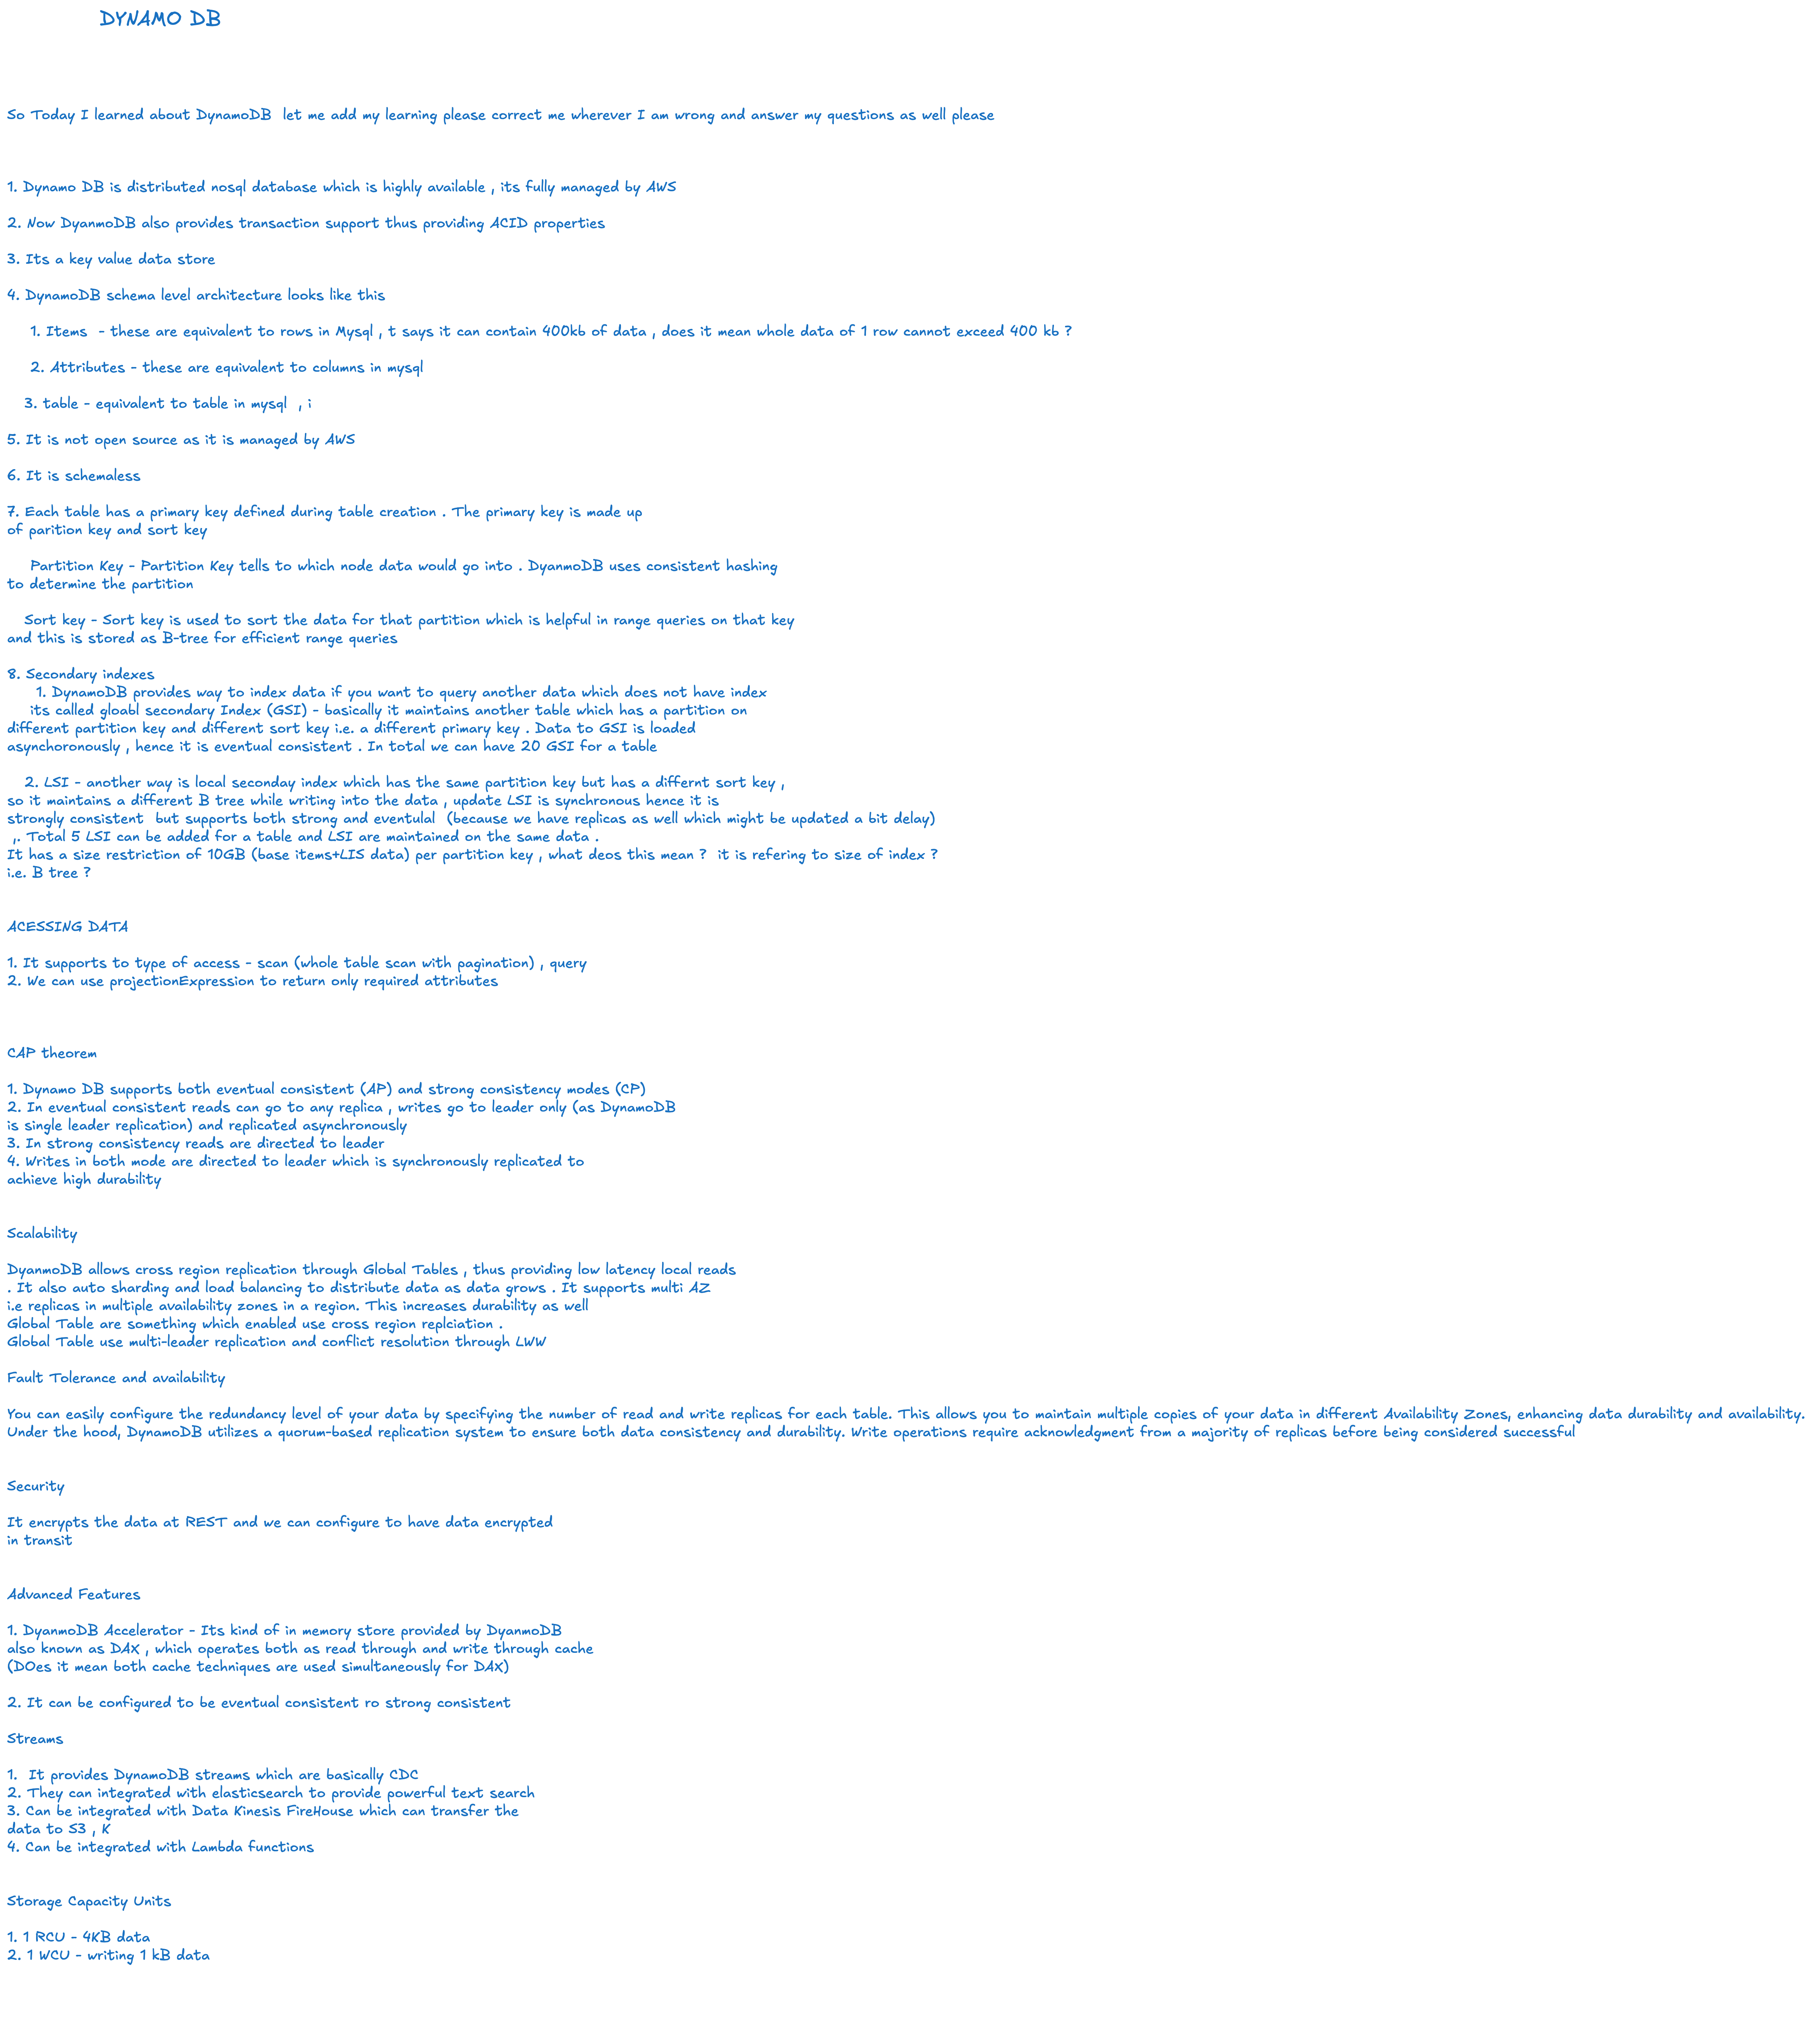 DYNAMO DB
So Today I learned about DynamoDB  let me add my learning please correct me wherever I am wrong and answer my questions as well please
1. Dynamo DB is distributed nosql database which is highly available , its fully managed by AWS
2. Now DyanmoDB also provides transaction support thus providing ACID properties
3. Its a key value data store
4. DynamoDB schema level architecture looks like this
1. Items  - these are equivalent to rows in Mysql , t says it can contain 400kb of data , does it mean whole data of 1 row cannot exceed 400 kb ?
2. Attributes - these are equivalent to columns in mysql
3. table - equivalent to table in mysql  , i
5. It is not open source as it is managed by AWS
6. It is schemaless
7. Each table has a primary key defined during table creation . The primary key is made up
of parition key and sort key
Partition Key - Partition Key tells to which node data would go into . DyanmoDB uses consistent hashing
to determine the partition
Sort key - Sort key is used to sort the data for that partition which is helpful in range queries on that key
and this is stored as B-tree for efficient range queries
8. Secondary indexes
1. DynamoDB provides way to index data if you want to query another data which does not have index
its called gloabl secondary Index (GSI) - basically it maintains another table which has a partition on
different partition key and different sort key i.e. a different primary key . Data to GSI is loaded
asynchoronously , hence it is eventual consistent . In total we can have 20 GSI for a table
2. LSI - another way is local seconday index which has the same partition key but has a differnt sort key ,
so it maintains a different B tree while writing into the data , update LSI is synchronous hence it is
strongly consistent  but supports both strong and eventulal  (because we have replicas as well which might be updated a bit delay)
,. Total 5 LSI can be added for a table and LSI are maintained on the same data .
It has a size restriction of 10GB (base items+LIS data) per partition key , what deos this mean ?  it is refering to size of index ?
i.e. B tree ?
ACESSING DATA
1. It supports to type of access - scan (whole table scan with pagination) , query
2. We can use projectionExpression to return only required attributes
CAP theorem
1. Dynamo DB supports both eventual consistent (AP) and strong consistency modes (CP)
2. In eventual consistent reads can go to any replica , writes go to leader only (as DynamoDB
is single leader replication) and replicated asynchronously
3. In strong consistency reads are directed to leader
4. Writes in both mode are directed to leader which is synchronously replicated to
achieve high durability
Scalability
DyanmoDB allows cross region replication through Global Tables , thus providing low latency local reads
. It also auto sharding and load balancing to distribute data as data grows . It supports multi AZ
i.e replicas in multiple availability zones in a region. This increases durability as well
Global Table are something which enabled use cross region replciation .
Global Table use multi-leader replication and conflict resolution through LWW
Fault Tolerance and availability
You can easily configure the redundancy level of your data by specifying the number of read and write replicas for each table. This allows you to maintain multiple copies of your data in different Availability Zones, enhancing data durability and availability.
Under the hood, DynamoDB utilizes a quorum-based replication system to ensure both data consistency and durability. Write operations require acknowledgment from a majority of replicas before being considered successful
Security
It encrypts the data at REST and we can configure to have data encrypted
in transit
Advanced Features
1. DyanmoDB Accelerator - Its kind of in memory store provided by DyanmoDB
also known as DAX , which operates both as read through and write through cache
(DOes it mean both cache techniques are used simultaneously for DAX)
2. It can be configured to be eventual consistent ro strong consistent
Streams
1.  It provides DynamoDB streams which are basically CDC
2. They can integrated with elasticsearch to provide powerful text search
3. Can be integrated with Data Kinesis FireHouse which can transfer the
data to S3 , K
4. Can be integrated with Lambda functions
Storage Capacity Units
1. 1 RCU - 4KB data
2. 1 WCU - writing 1 kB data